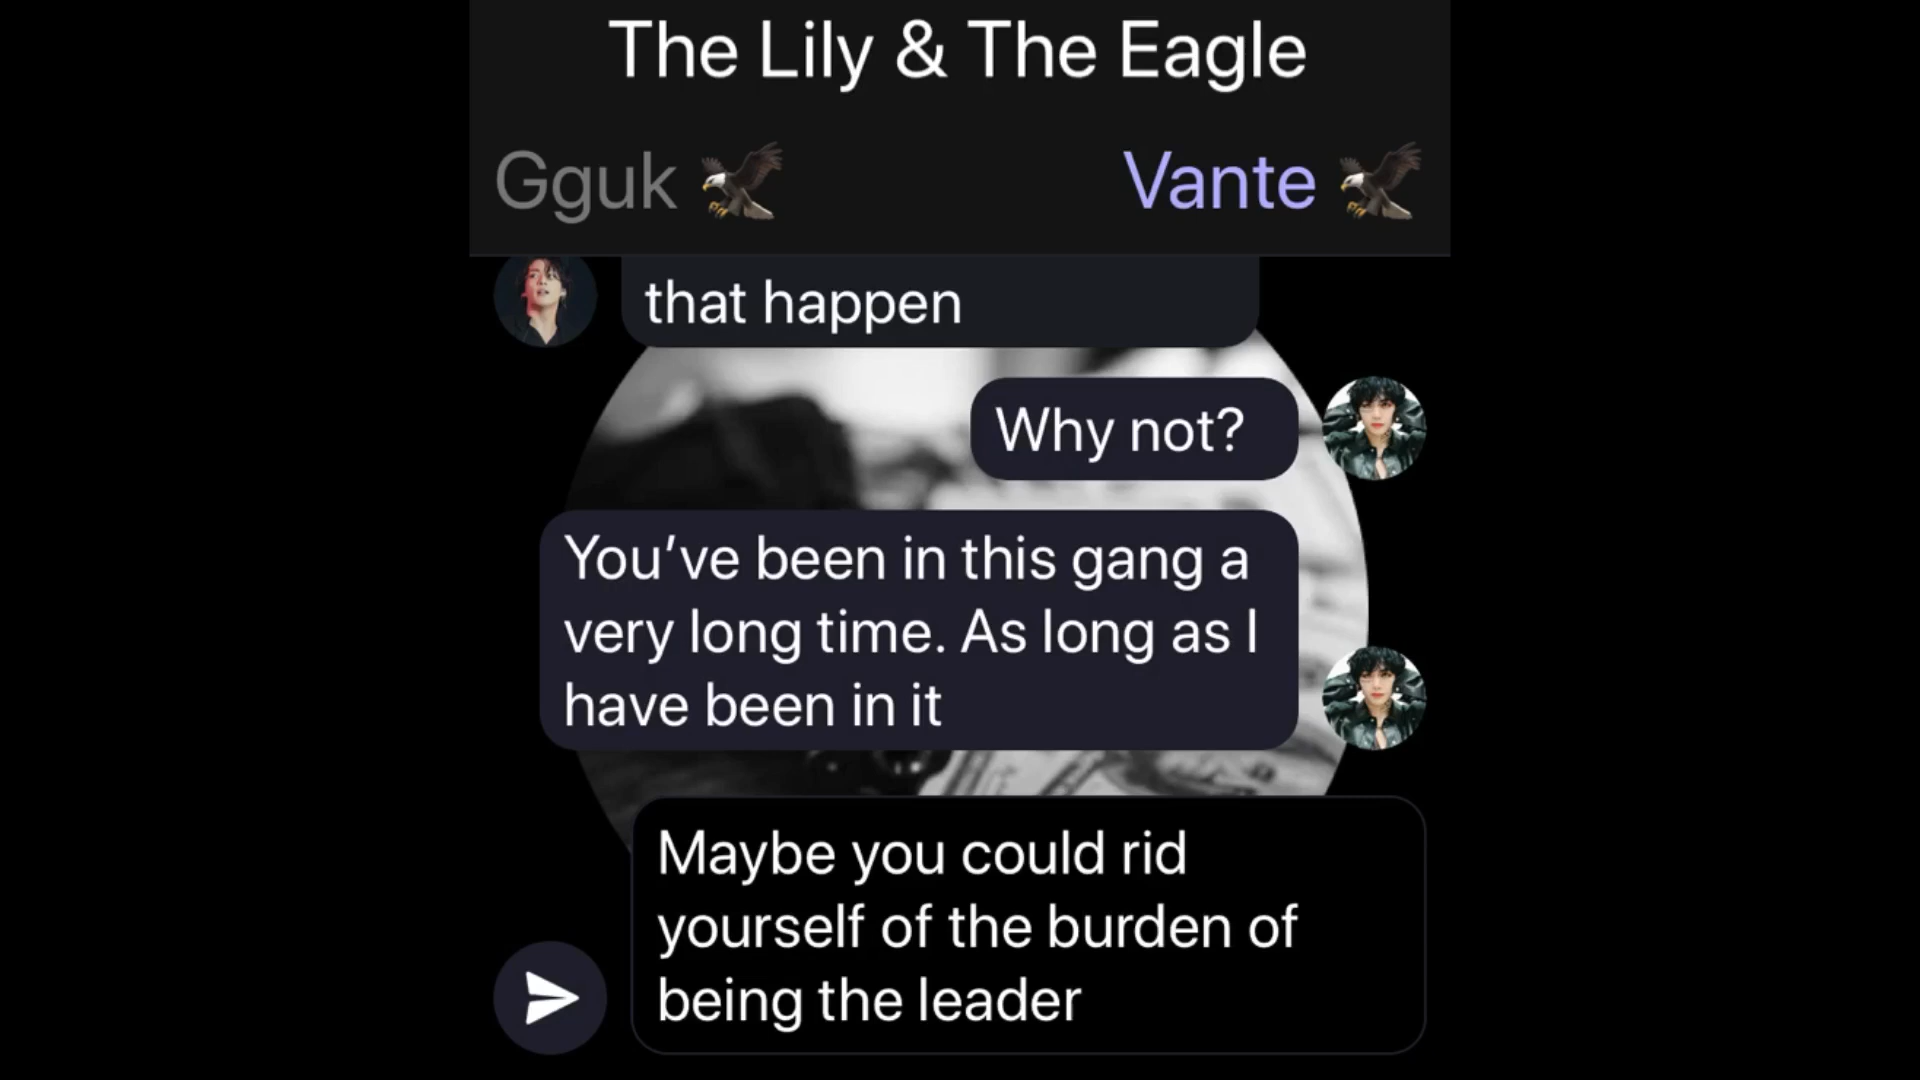 The Lily & The Eagle
Gguk 🦅 Vante 🦅
that happen
Why not?
You’ve been in this gang a
very long time. As long as I
have been in it
Maybe you could rid
yourself of the burden of
being the leader